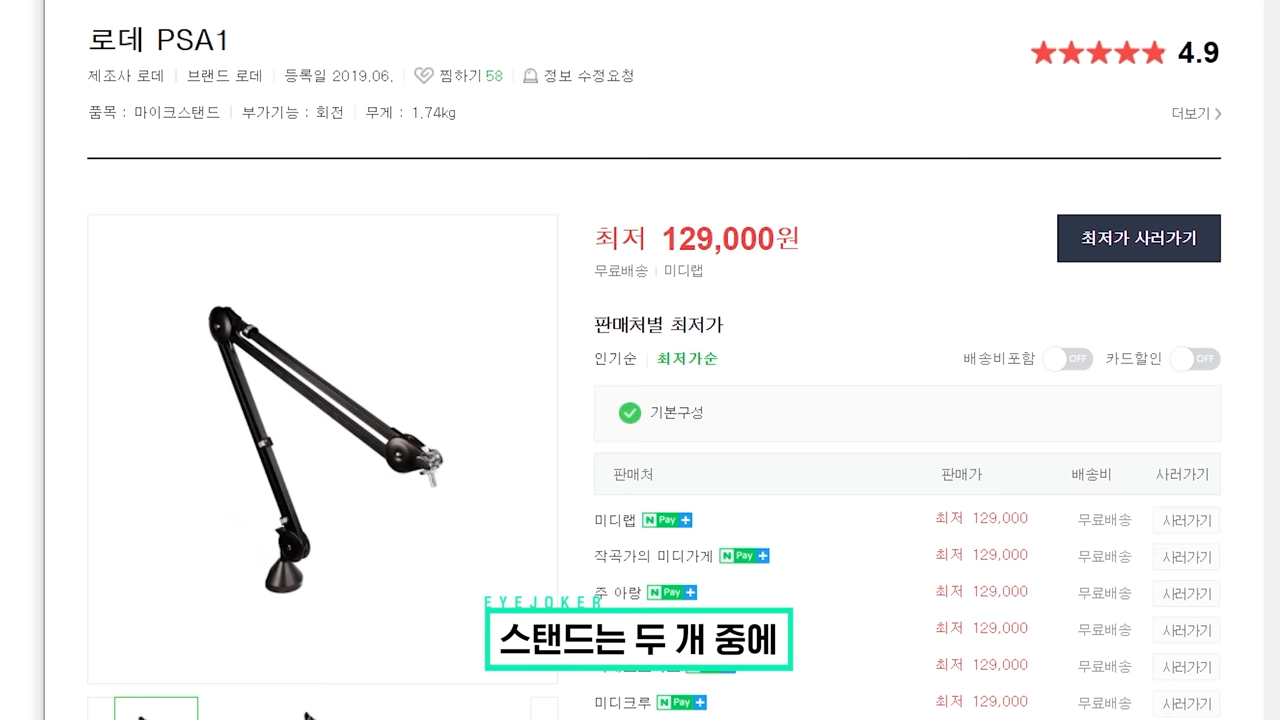 로데 PSA1
제조사 로데 브랜드 로데 등록일 2019.06. 찜하기 58 정보 수정요청
★★★★★ 4.9
품목 : 마이크스탠드 부가기능 : 회전 무게 : 1.74kg
더보기 >
최저 129,000원
최저가 사러가기
무료배송 미디랩
판매처별 최저가
인기순 최저가순
배송비포함 OFF 카드할인 OFF
기본구성
판매처 판매가 배송비 사러가기
미디랩 N Pay + 최저 129,000 무료배송 사러가기
작곡가의 미디가게 N Pay + 최저 129,000 무료배송 사러가기
주 아랑 N Pay + 최저 129,000 무료배송 사러가기
EYEJOKER
스탠드는 두 개 중에
최저 129,000 무료배송 사러가기
최저 129,000 무료배송 사러가기
미디크루 N Pay + 최저 129,000 무료배송 사러가기